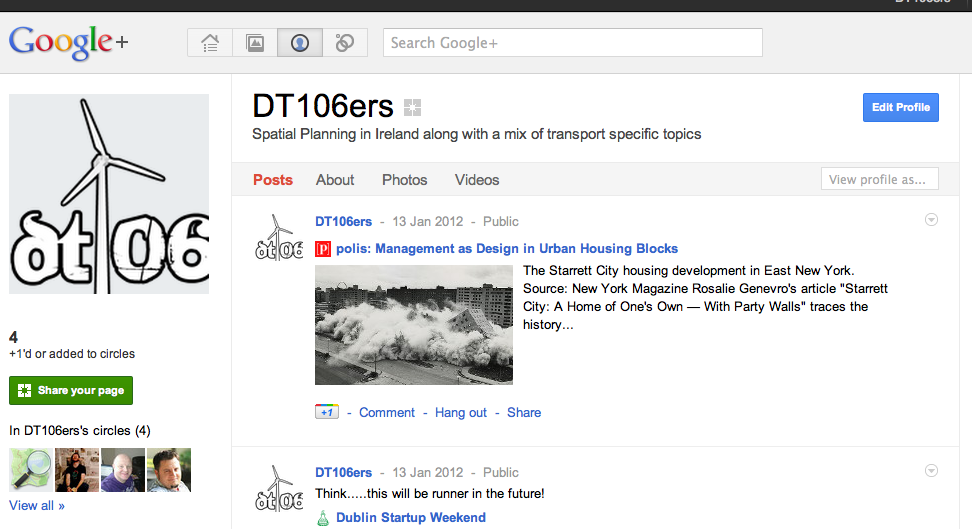 Google+
Search Google+
DT106ers
Edit Profile
Spatial Planning in Ireland along with a mix of transport specific topics
Posts About Photos Videos
View profile as...
dt106
DT106ers - 13 Jan 2012 - Public
polis: Management as Design in Urban Housing Blocks
The Starrett City housing development in East New York.
Source: New York Magazine Rosalie Genevro's article "Starrett
City: A Home of One's Own — With Party Walls" traces the
history...
+1 - Comment - Hang out - Share
4
+1'd or added to circles
Share your page
In DT106ers's circles (4)
View all »
DT106ers - 13 Jan 2012 - Public
Think.....this will be runner in the future!
Dublin Startup Weekend